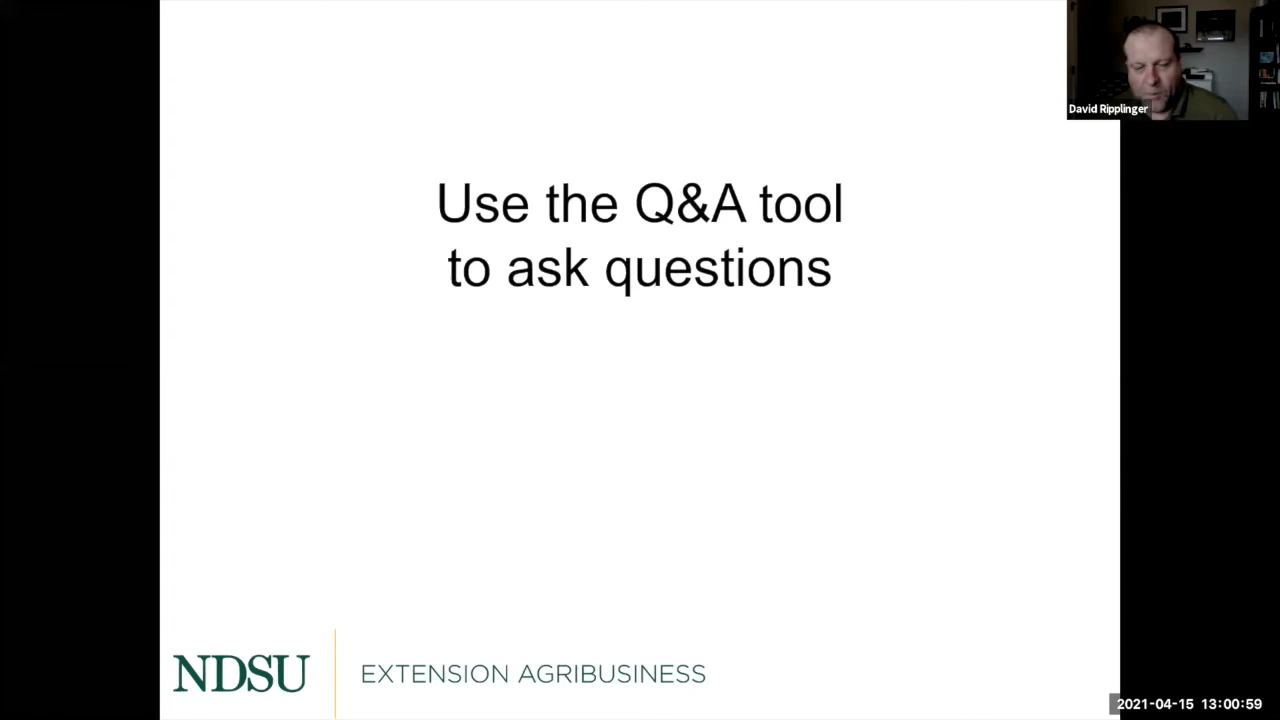 David Ripplinger
Use the Q&A tool
to ask questions
NDSU
EXTENSION AGRIBUSINESS
2021-04-15 13:00:59